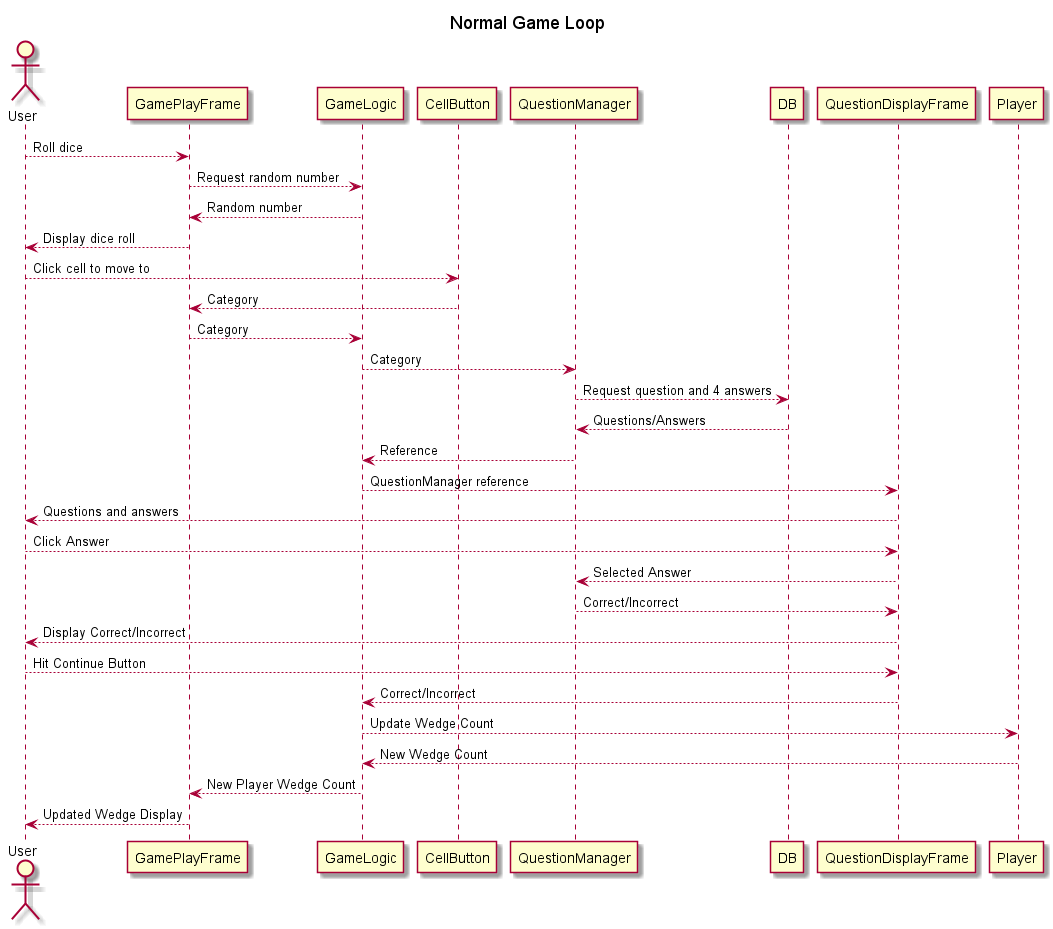 Normal Game Loop
User
GamePlayFrame
GameLogic
CellButton
QuestionManager
DB
QuestionDisplayFrame
Player
Roll dice
Request random number
Random number
Display dice roll
Click cell to move to
Category
Category
Category
Request question and 4 answers
Questions/Answers
Reference
QuestionManager reference
Questions and answers
Click Answer
Selected Answer
Correct/Incorrect
Display Correct/Incorrect
Hit Continue Button
Correct/Incorrect
Update Wedge Count
New Wedge Count
New Player Wedge Count
Updated Wedge Display
User
GamePlayFrame
GameLogic
CellButton
QuestionManager
DB
QuestionDisplayFrame
Player